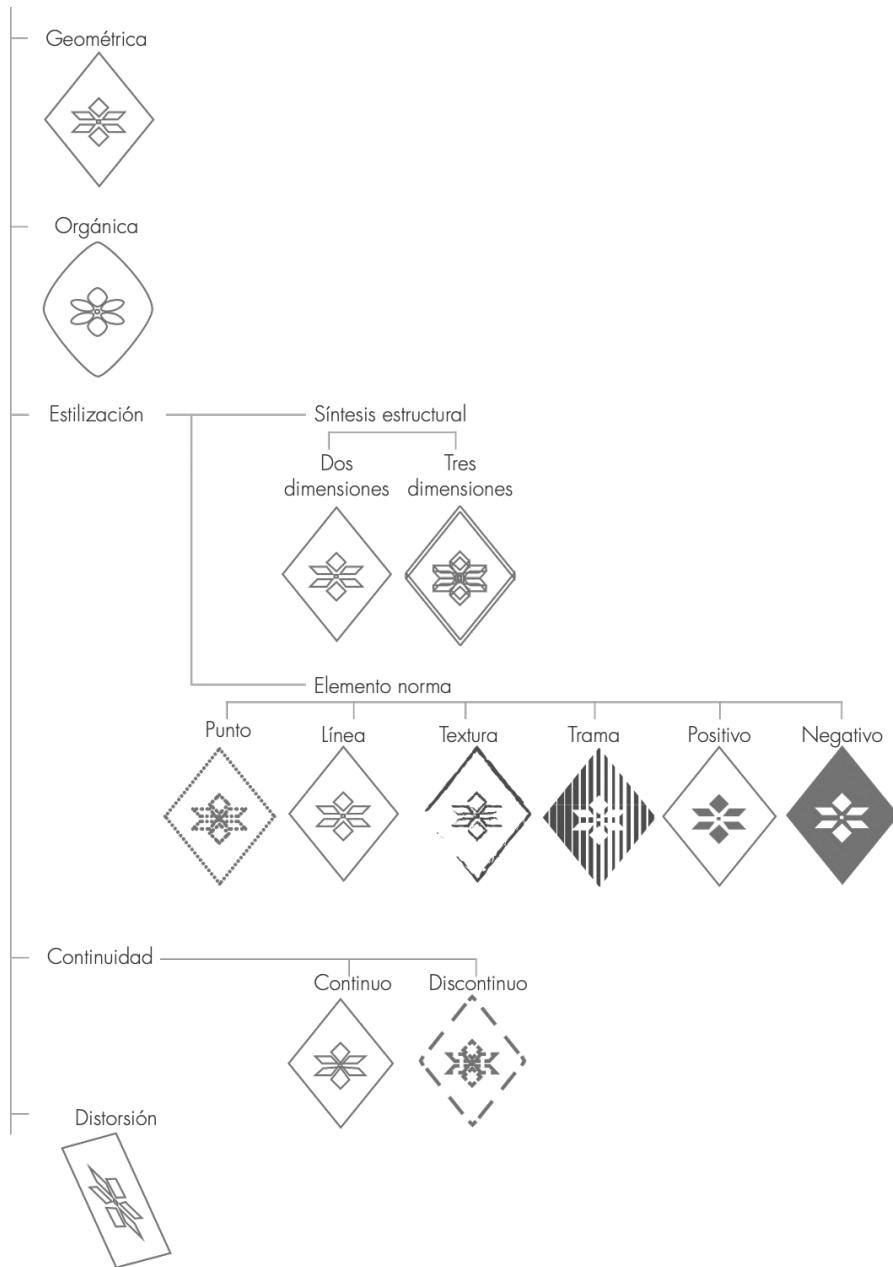 Geométrica
Orgánica
Estilización
Síntesis estructural
Dos
dimensiones
Tres
dimensiones
Elemento norma
Punto
Línea
Textura
Trama
Positivo
Negativo
Continuidad
Continuo
Discontinuo
Distorsión